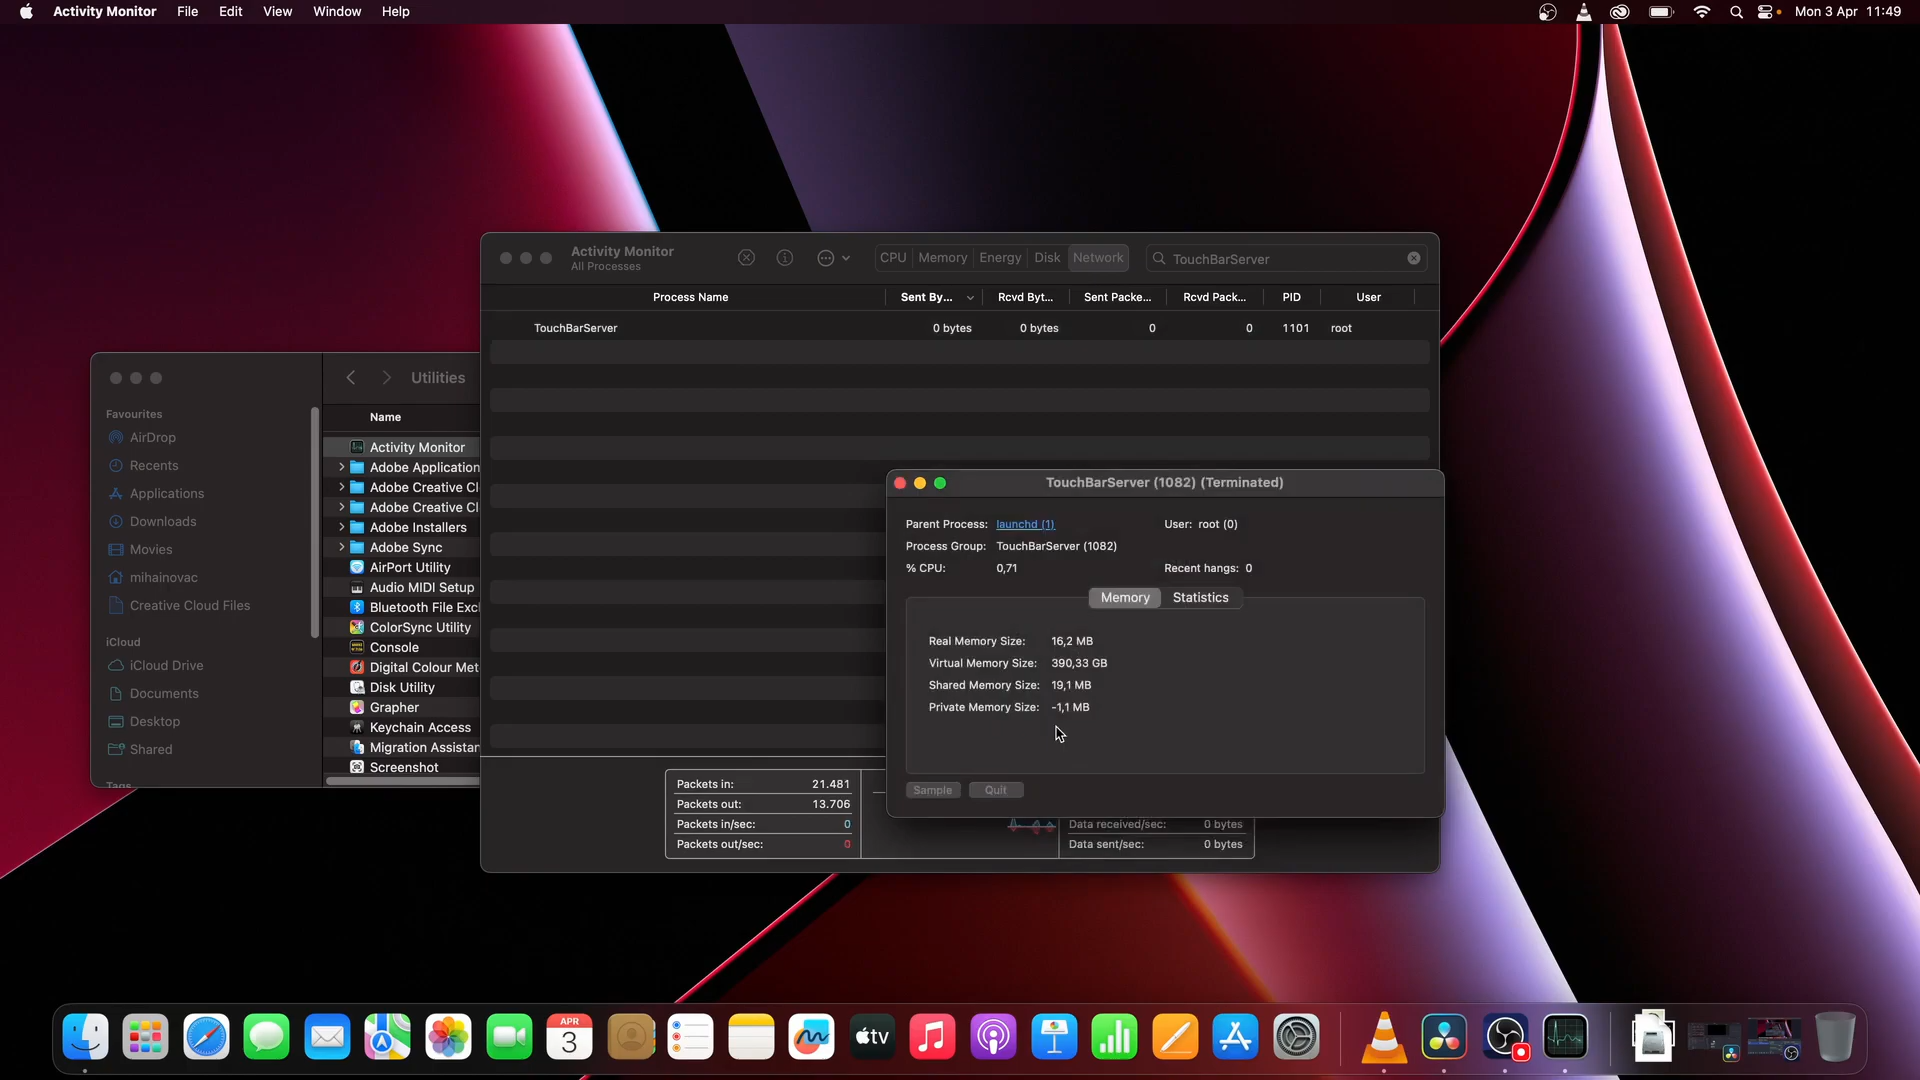 Activity Monitor File Edit View Window Help Mon 3 Apr 11:49
Activity Monitor
All Processes
CPU Memory Energy Disk Network TouchBarServer
Process Name Sent By... Rcvd Byt... Sent Packe... Rcvd Pack... PID User
TouchBarServer 0 bytes 0 bytes 0 0 1101 root
Utilities
Favourites
AirDrop
Recents
Applications
Downloads
Movies
mihainovac
Creative Cloud Files
iCloud
iCloud Drive
Documents
Desktop
Shared
Tags
Name
Activity Monitor
Adobe Application
Adobe Creative Cl
Adobe Creative Cl
Adobe Installers
Adobe Sync
AirPort Utility
Audio MIDI Setup
Bluetooth File Exc
ColorSync Utility
Console
Digital Colour Met
Disk Utility
Grapher
Keychain Access
Migration Assistan
Screenshot
TouchBarServer (1082) (Terminated)
Parent Process: launchd (1) User: root (0)
Process Group: TouchBarServer (1082)
% CPU: 0,71 Recent hangs: 0
Memory Statistics
Real Memory Size: 16,2 MB
Virtual Memory Size: 390,33 GB
Shared Memory Size: 19,1 MB
Private Memory Size: -1,1 MB
Sample Quit
Packets in: 21.481
Packets out: 13.706
Packets in/sec: 0
Packets out/sec: 0
Data received/sec: 0 bytes
Data sent/sec: 0 bytes
APR
3
tv